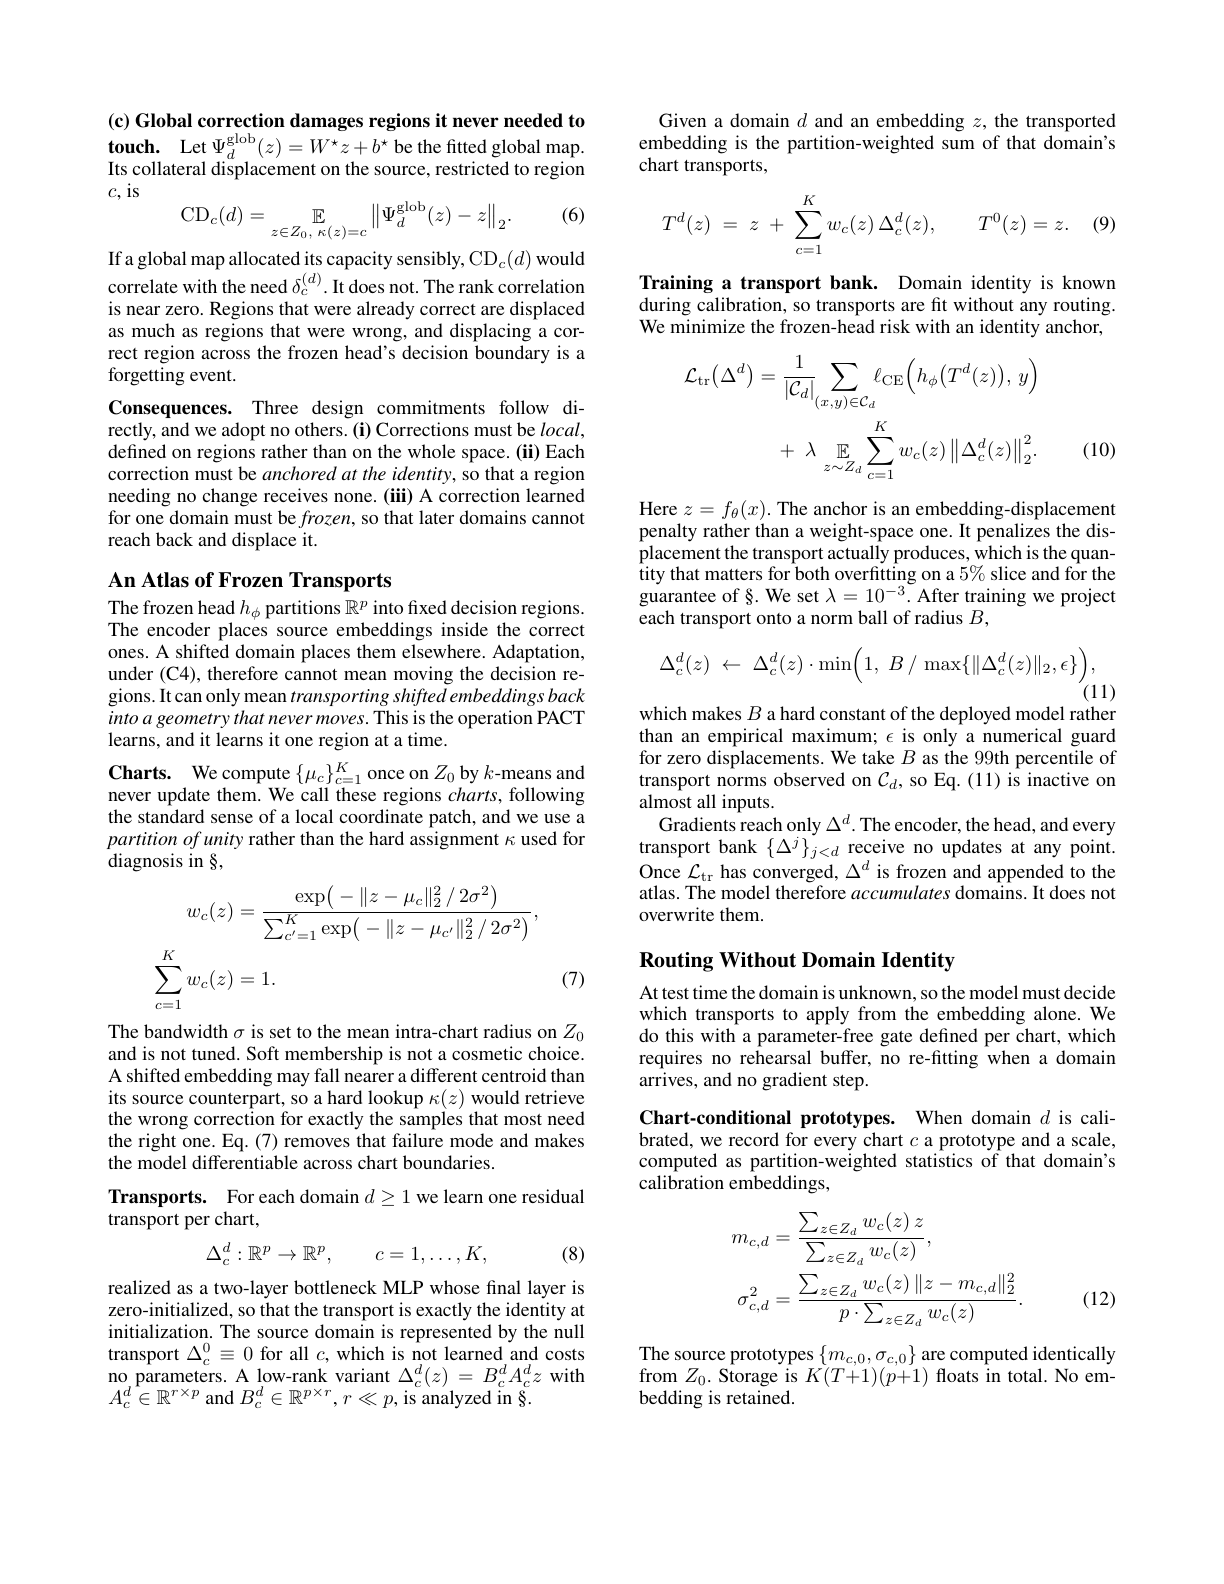 (c) Global correction damages regions it never needed to
touch. Let Ψ_d^glob(z) = W⋆z + b⋆ be the fitted global map.
Its collateral displacement on the source, restricted to region
c, is
CD_c(d) = 𝔼_{z∈Z_0, κ(z)=c} ‖Ψ_d^glob(z) − z‖_2. (6)
If a global map allocated its capacity sensibly, CD_c(d) would
correlate with the need δ_c^(d). It does not. The rank correlation
is near zero. Regions that were already correct are displaced
as much as regions that were wrong, and displacing a cor-
rect region across the frozen head's decision boundary is a
forgetting event.
Consequences. Three design commitments follow di-
rectly, and we adopt no others. (i) Corrections must be local,
defined on regions rather than on the whole space. (ii) Each
correction must be anchored at the identity, so that a region
needing no change receives none. (iii) A correction learned
for one domain must be frozen, so that later domains cannot
reach back and displace it.
An Atlas of Frozen Transports
The frozen head h_ϕ partitions ℝ^p into fixed decision regions.
The encoder places source embeddings inside the correct
ones. A shifted domain places them elsewhere. Adaptation,
under (C4), therefore cannot mean moving the decision re-
gions. It can only mean transporting shifted embeddings back
into a geometry that never moves. This is the operation PACT
learns, and it learns it one region at a time.
Charts. We compute {μ_c}_{c=1}^K once on Z_0 by k-means and
never update them. We call these regions charts, following
the standard sense of a local coordinate patch, and we use a
partition of unity rather than the hard assignment κ used for
diagnosis in §,
w_c(z) = exp(− ‖z − μ_c‖_2^2 / 2σ^2) / ∑_{c′=1}^K exp(− ‖z − μ_{c′}‖_2^2 / 2σ^2),
∑_{c=1}^K w_c(z) = 1. (7)
The bandwidth σ is set to the mean intra-chart radius on Z_0
and is not tuned. Soft membership is not a cosmetic choice.
A shifted embedding may fall nearer a different centroid than
its source counterpart, so a hard lookup κ(z) would retrieve
the wrong correction for exactly the samples that most need
the right one. Eq. (7) removes that failure mode and makes
the model differentiable across chart boundaries.
Transports. For each domain d ≥ 1 we learn one residual
transport per chart,
Δ_c^d : ℝ^p → ℝ^p, c = 1, . . . , K, (8)
realized as a two-layer bottleneck MLP whose final layer is
zero-initialized, so that the transport is exactly the identity at
initialization. The source domain is represented by the null
transport Δ_c^0 ≡ 0 for all c, which is not learned and costs
no parameters. A low-rank variant Δ_c^d(z) = B_c^d A_c^d z with
A_c^d ∈ ℝ^{r×p} and B_c^d ∈ ℝ^{p×r}, r ≪ p, is analyzed in §.
Given a domain d and an embedding z, the transported
embedding is the partition-weighted sum of that domain's
chart transports,
T^d(z) = z + ∑_{c=1}^K w_c(z) Δ_c^d(z), T^0(z) = z. (9)
Training a transport bank. Domain identity is known
during calibration, so transports are fit without any routing.
We minimize the frozen-head risk with an identity anchor,
ℒ_tr(Δ^d) = 1/|𝒞_d| ∑_{(x,y)∈𝒞_d} ℓ_CE(h_ϕ(T^d(z)), y)
+ λ 𝔼_{z∼Z_d} ∑_{c=1}^K w_c(z) ‖Δ_c^d(z)‖_2^2. (10)
Here z = f_θ(x). The anchor is an embedding-displacement
penalty rather than a weight-space one. It penalizes the dis-
placement the transport actually produces, which is the quan-
tity that matters for both overfitting on a 5% slice and for the
guarantee of §. We set λ = 10^{−3}. After training we project
each transport onto a norm ball of radius B,
Δ_c^d(z) ← Δ_c^d(z) · min(1, B / max{‖Δ_c^d(z)‖_2, ϵ}),
(11)
which makes B a hard constant of the deployed model rather
than an empirical maximum; ϵ is only a numerical guard
for zero displacements. We take B as the 99th percentile of
transport norms observed on 𝒞_d, so Eq. (11) is inactive on
almost all inputs.
Gradients reach only Δ^d. The encoder, the head, and every
transport bank {Δ^j}_{j<d} receive no updates at any point.
Once ℒ_tr has converged, Δ^d is frozen and appended to the
atlas. The model therefore accumulates domains. It does not
overwrite them.
Routing Without Domain Identity
At test time the domain is unknown, so the model must decide
which transports to apply from the embedding alone. We
do this with a parameter-free gate defined per chart, which
requires no rehearsal buffer, no re-fitting when a domain
arrives, and no gradient step.
Chart-conditional prototypes. When domain d is cali-
brated, we record for every chart c a prototype and a scale,
computed as partition-weighted statistics of that domain's
calibration embeddings,
m_{c,d} = ∑_{z∈Z_d} w_c(z) z / ∑_{z∈Z_d} w_c(z),
σ_{c,d}^2 = ∑_{z∈Z_d} w_c(z) ‖z − m_{c,d}‖_2^2 / p · ∑_{z∈Z_d} w_c(z). (12)
The source prototypes {m_{c,0}, σ_{c,0}} are computed identically
from Z_0. Storage is K(T+1)(p+1) floats in total. No em-
bedding is retained.